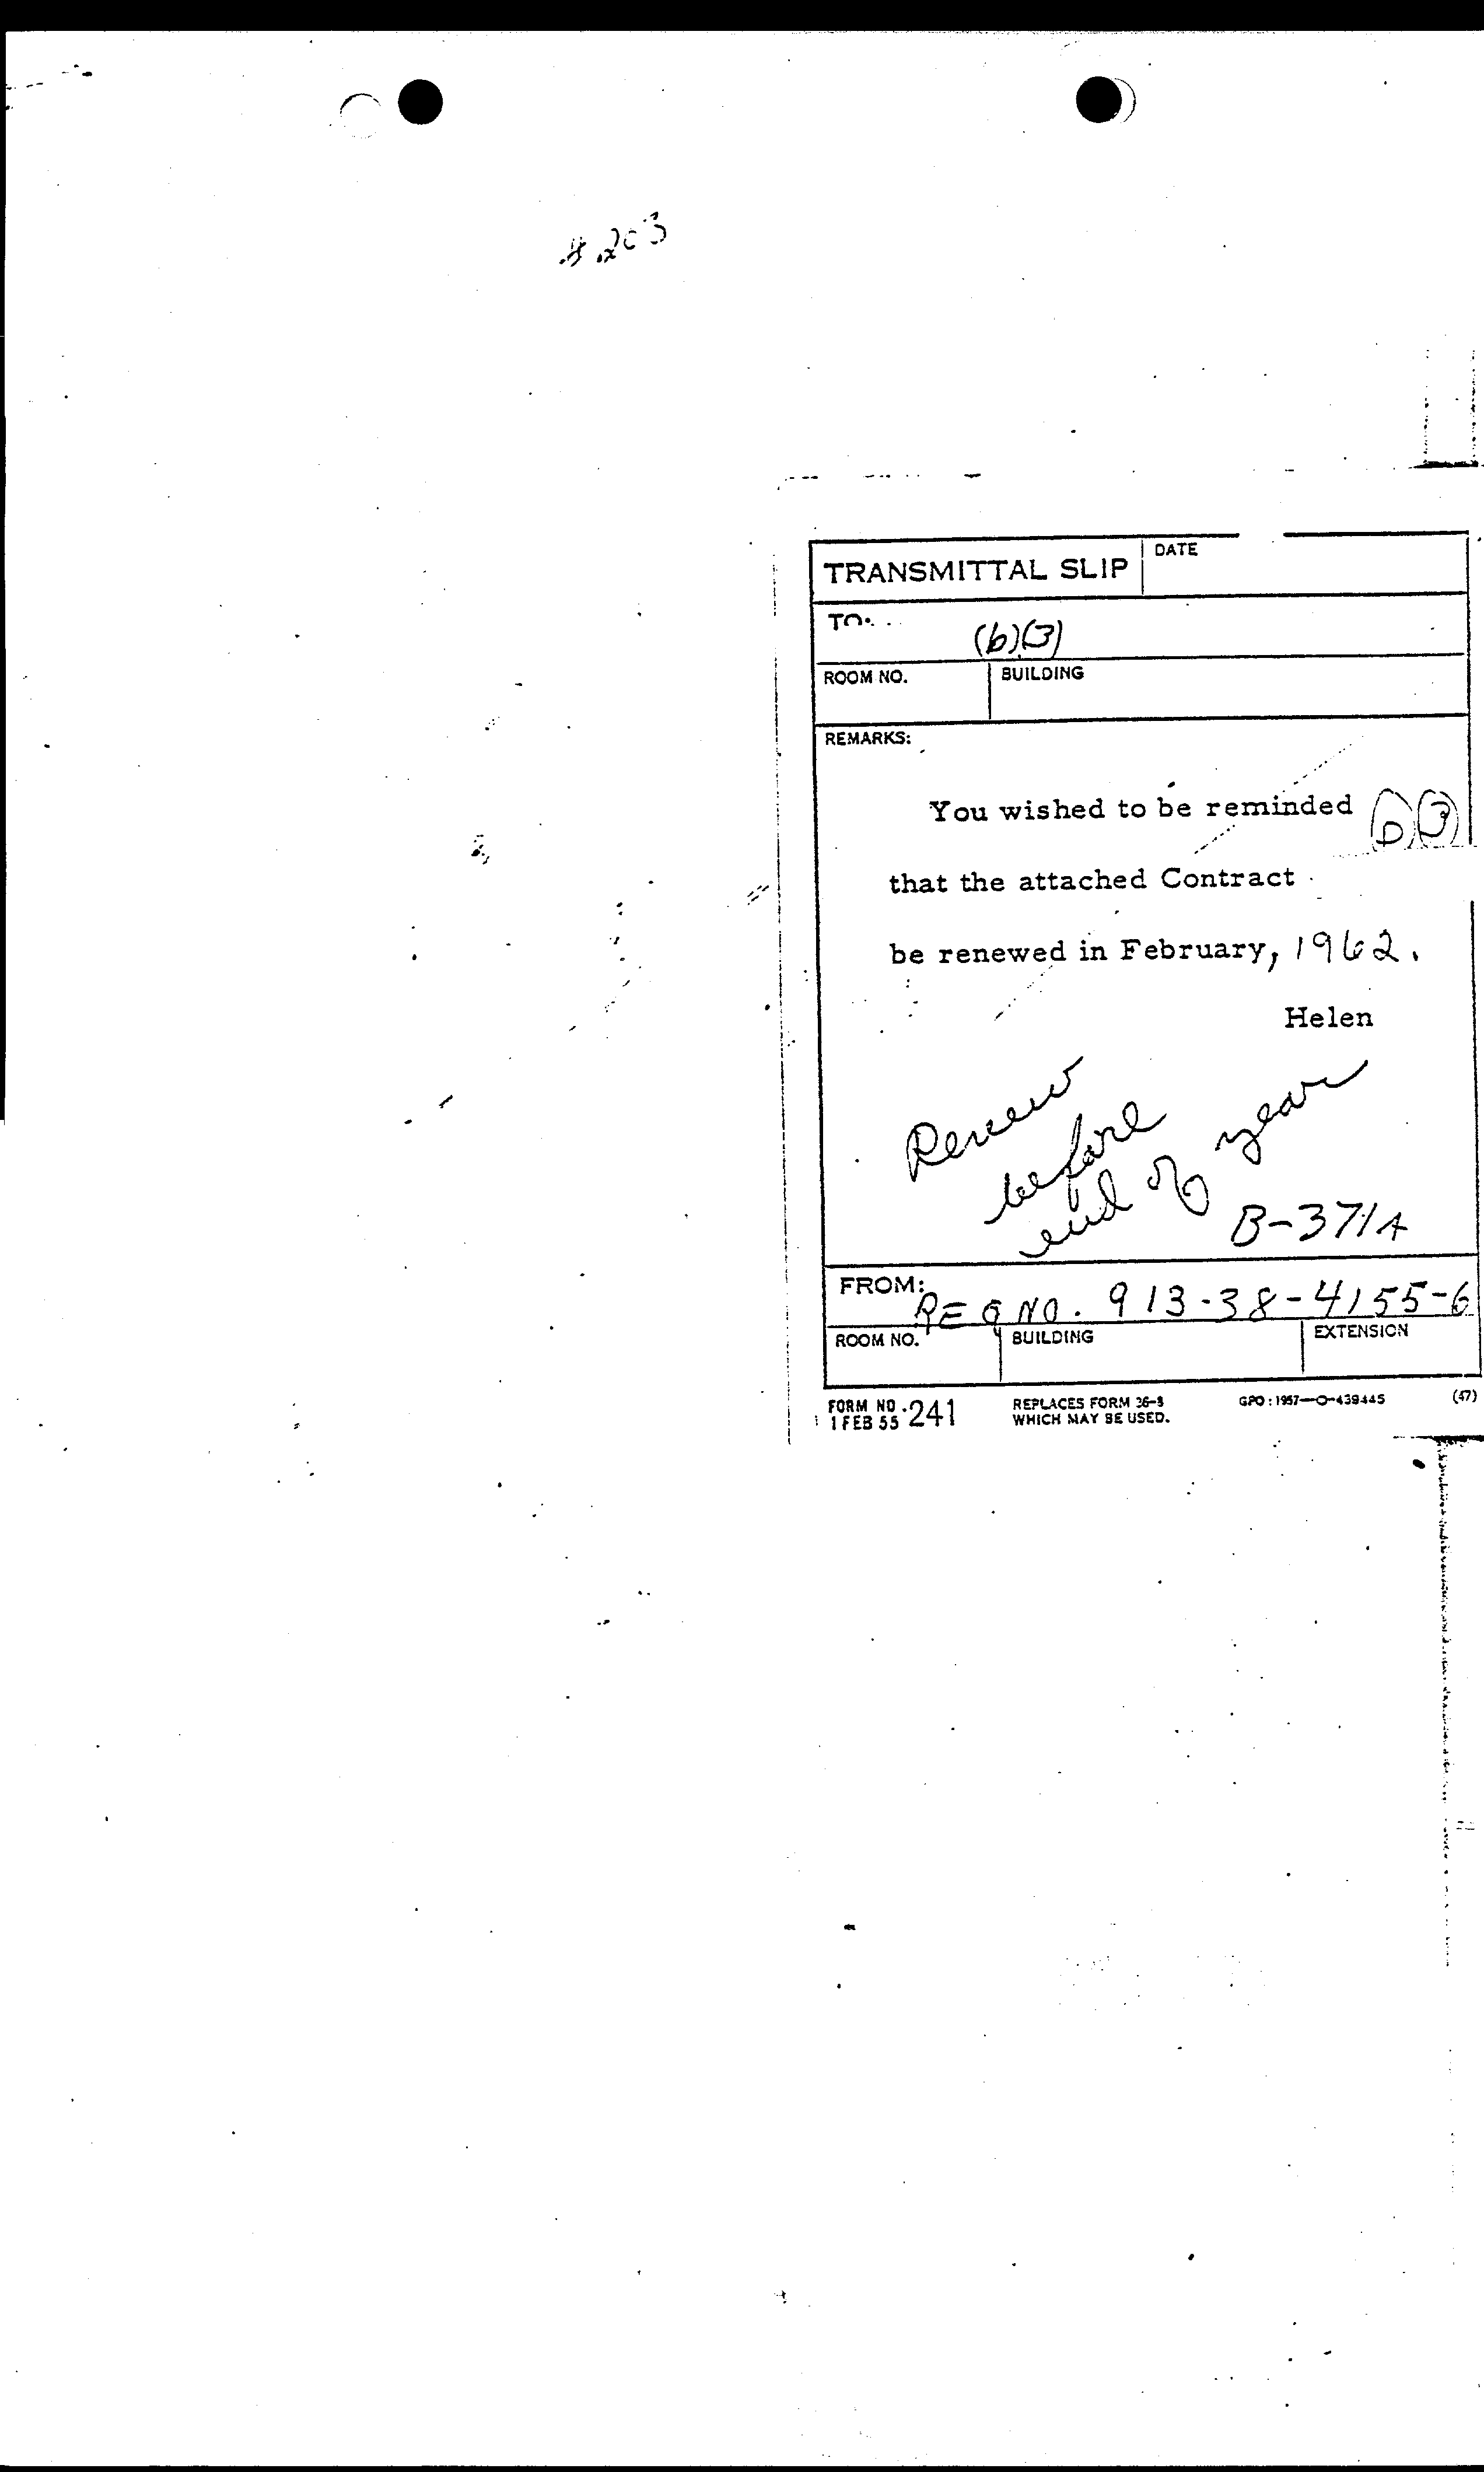 TRANSMITTAL SLIP
DATE
TO:
(b)(3)
ROOM NO.
BUILDING
REMARKS:
You wished to be reminded (b)(3)
that the attached Contract
be renewed in February, 1962.
Helen
Renew
before
end of year
B-371A
FROM:
REQ NO. 913-38-4155-6
ROOM NO.
BUILDING
EXTENSION
FORM NO. 241
1 FEB 55
REPLACES FORM 36-8
WHICH MAY BE USED.
GPO : 1957—O-439445
(47)